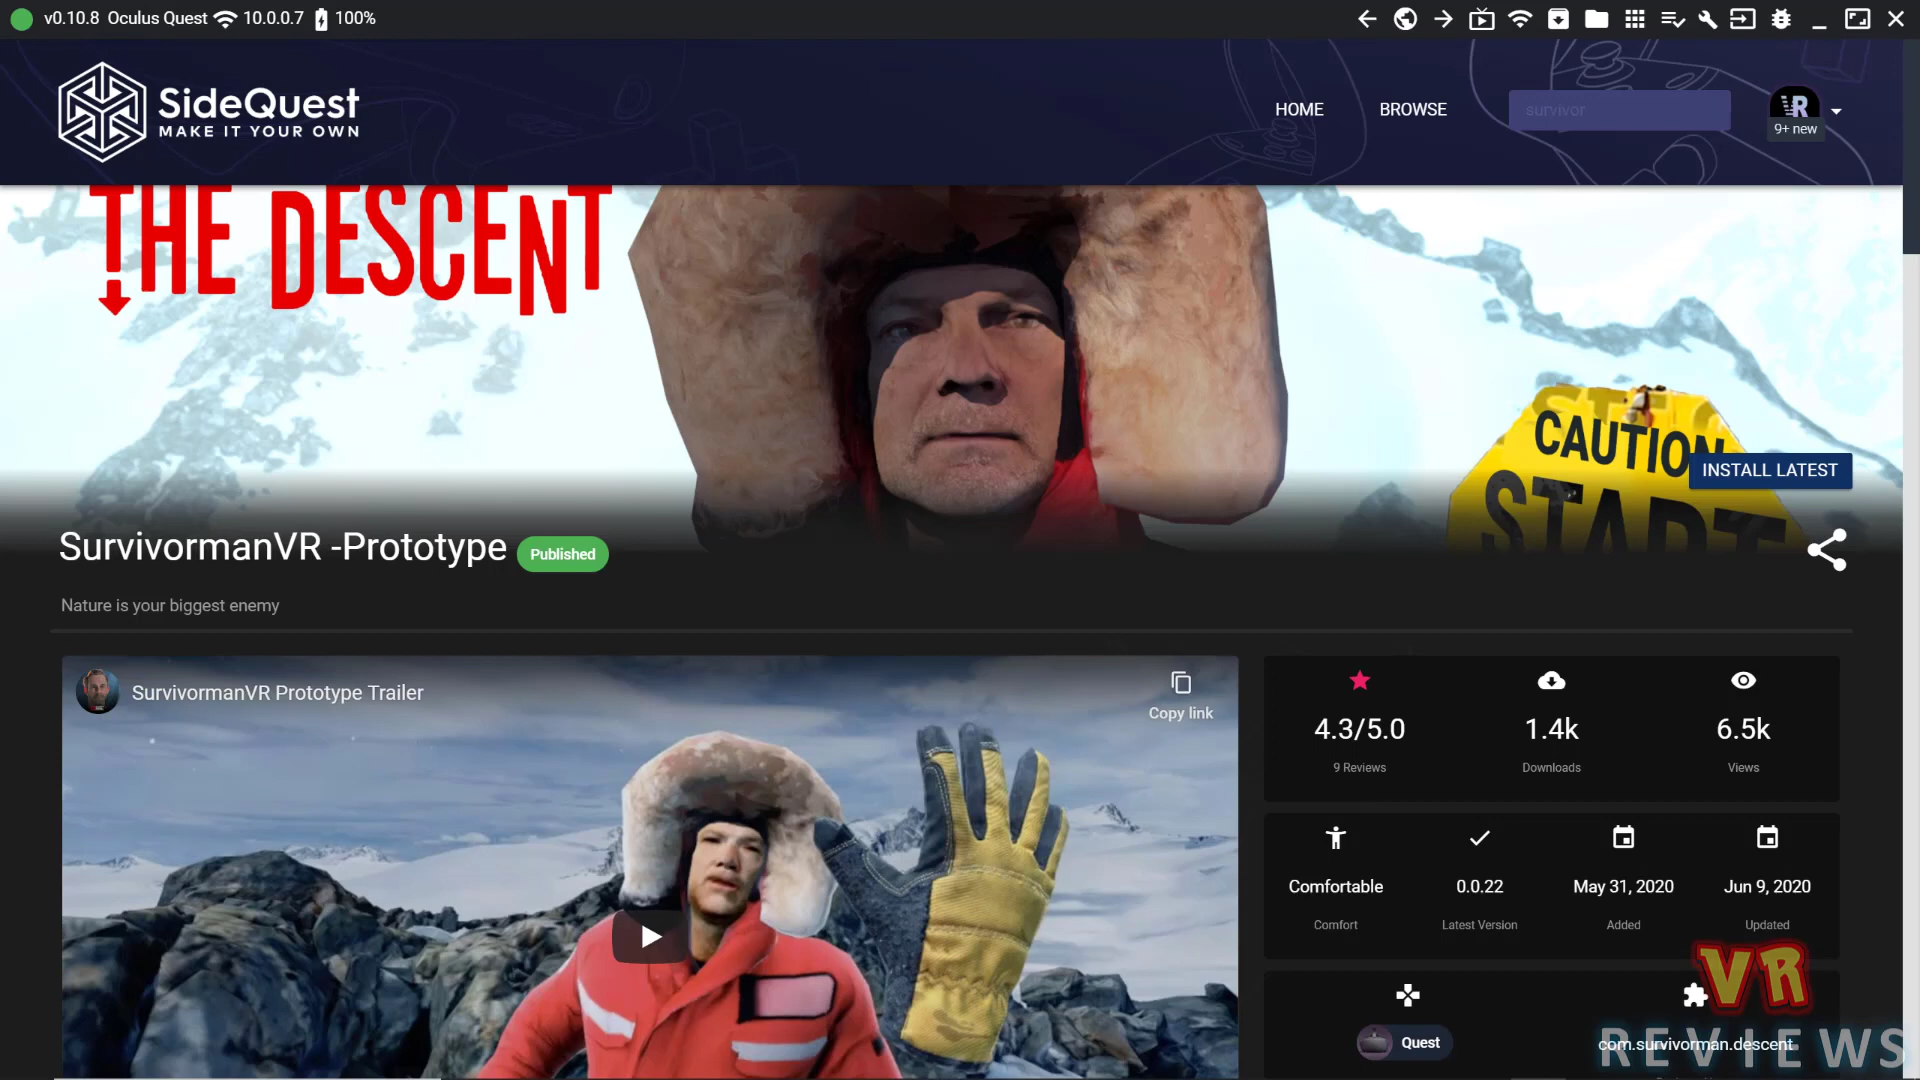 v0.10.8 Oculus Quest 10.0.0.7 100%
SideQuest
MAKE IT YOUR OWN
HOME BROWSE survivor
VR
9+ new
THE DESCENT
CAUTION
START
INSTALL LATEST
SurvivormanVR -Prototype Published
Nature is your biggest enemy
SurvivormanVR Prototype Trailer
Copy link
4.3/5.0 1.4k 6.5k
9 Reviews Downloads Views
Comfortable 0.0.22 May 31, 2020 Jun 9, 2020
Comfort Latest Version Added Updated
Quest com.survivorman.descent
VR
REVIEWS